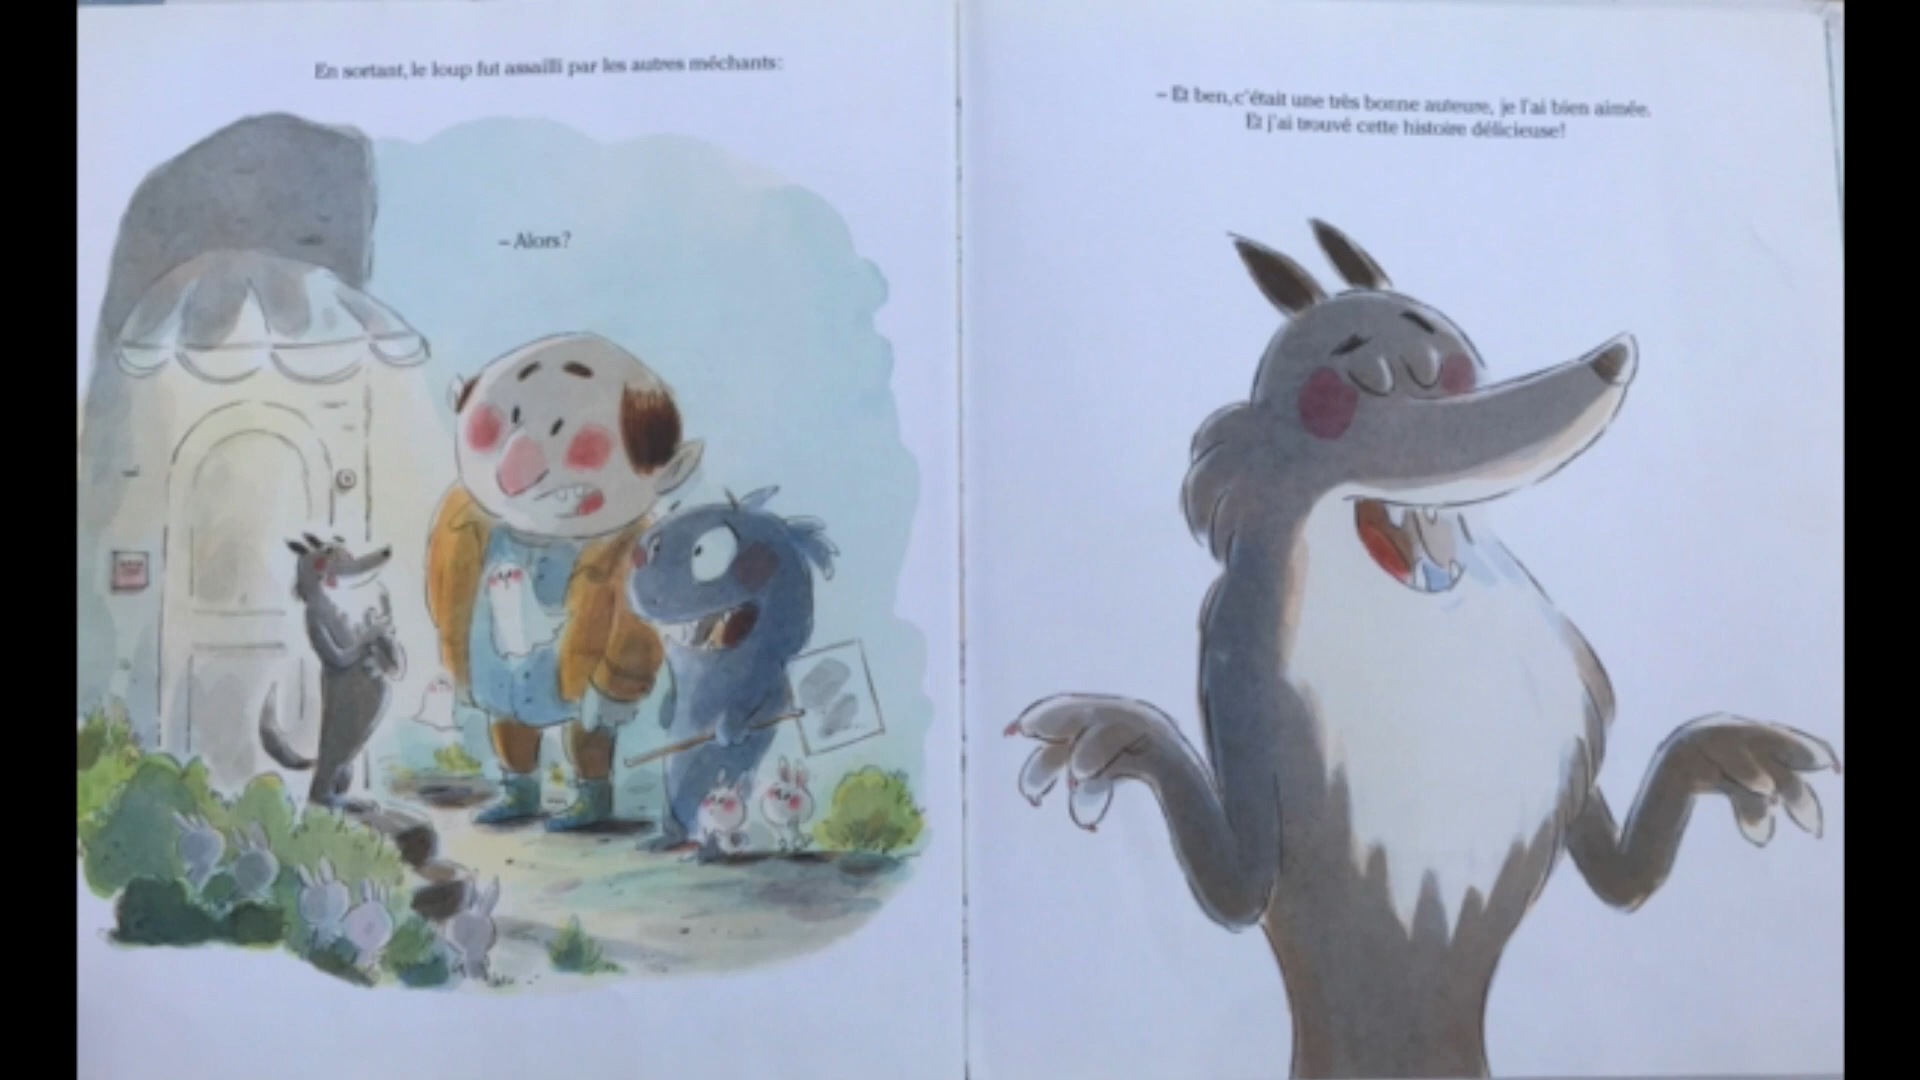 En sortant, le loup fut assailli par les autres méchants:
– Alors?
– Et ben, c'était une très bonne auteure, je l'ai bien aimée.
Et j'ai trouvé cette histoire délicieuse!